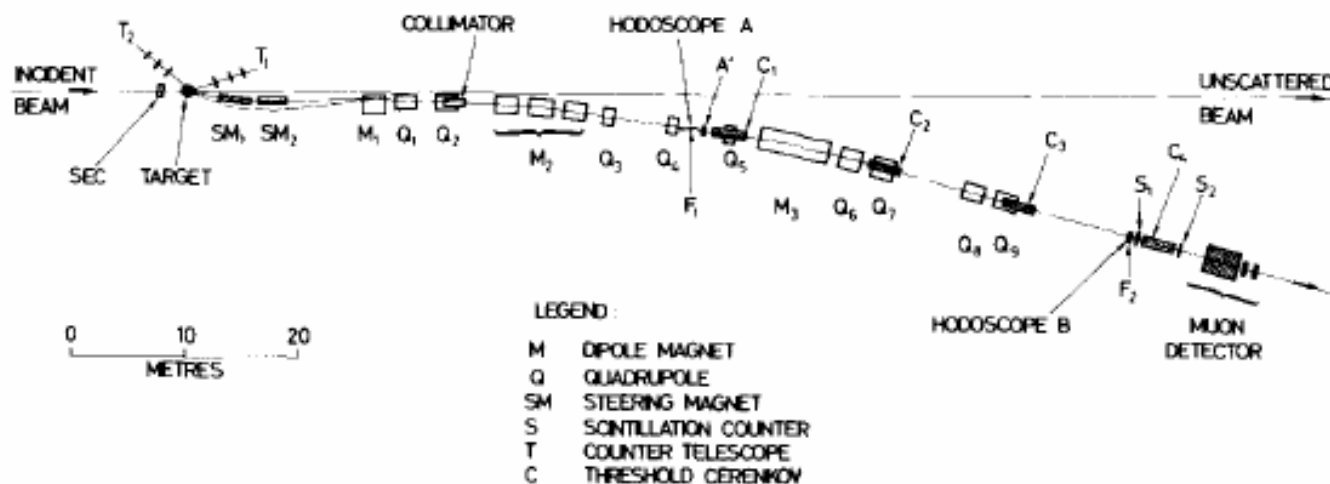 COLLIMATOR
HODOSCOPE A
T2
T1
A'
C1
INCIDENT
BEAM
UNSCATTERED
BEAM
SM1
SM2
M1
Q1
Q2
M2
Q3
Q4
Q5
C2
C3
SEC
TARGET
F1
M3
Q6
Q7
S1
C4
S2
Q8
Q9
HODOSCOPE B
F2
MUON
DETECTOR
0 10 20
METRES
LEGEND :
M DIPOLE MAGNET
Q QUADRUPOLE
SM STEERING MAGNET
S SCINTILLATION COUNTER
T COUNTER TELESCOPE
C THRESHOLD CERENKOV